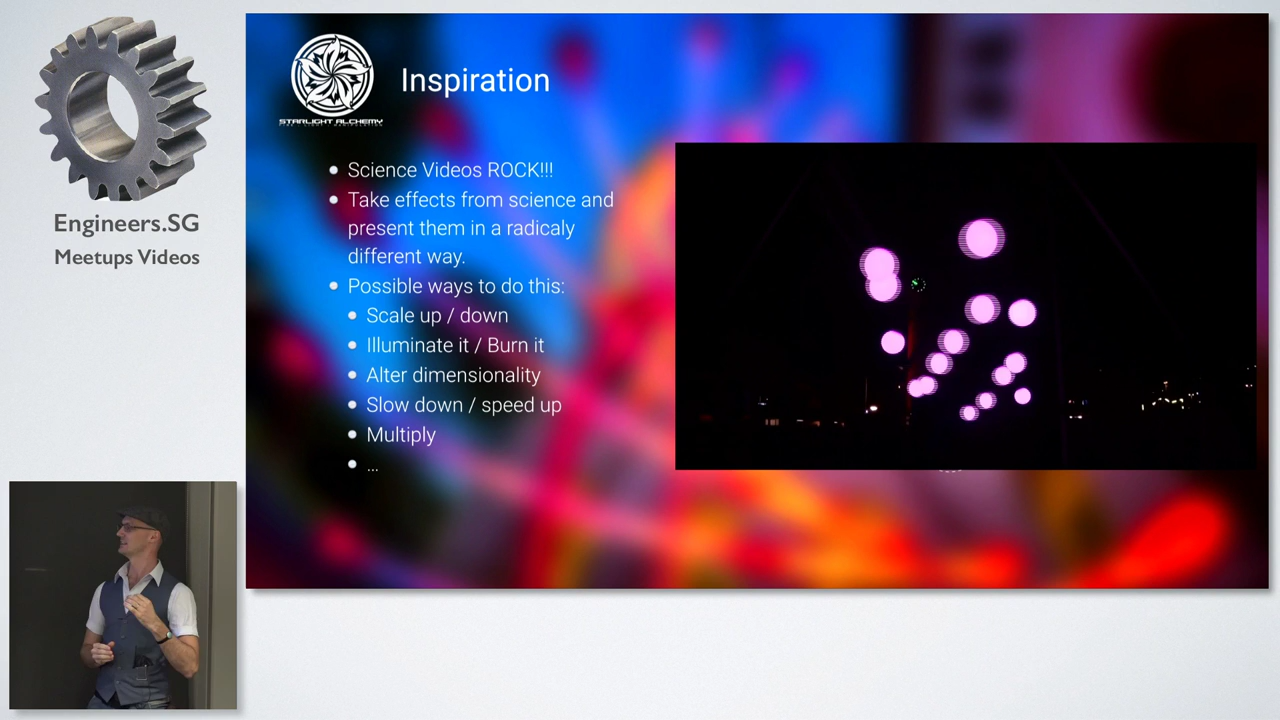 Engineers.SG
Meetups Videos
STARLIGHT ALCHEMY
Inspiration
Science Videos ROCK!!!
Take effects from science and
present them in a radicaly
different way.
Possible ways to do this:
Scale up / down
Illuminate it / Burn it
Alter dimensionality
Slow down / speed up
Multiply
...